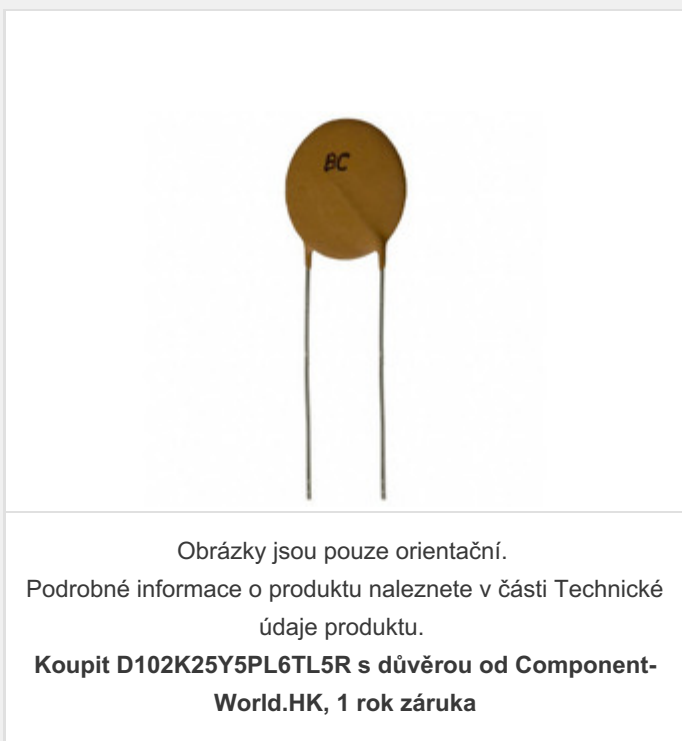 BC
Obrázky jsou pouze orientační.
Podrobné informace o produktu naleznete v části Technické
údaje produktu.
Koupit D102K25Y5PL6TL5R s důvěrou od Component-
World.HK, 1 rok záruka